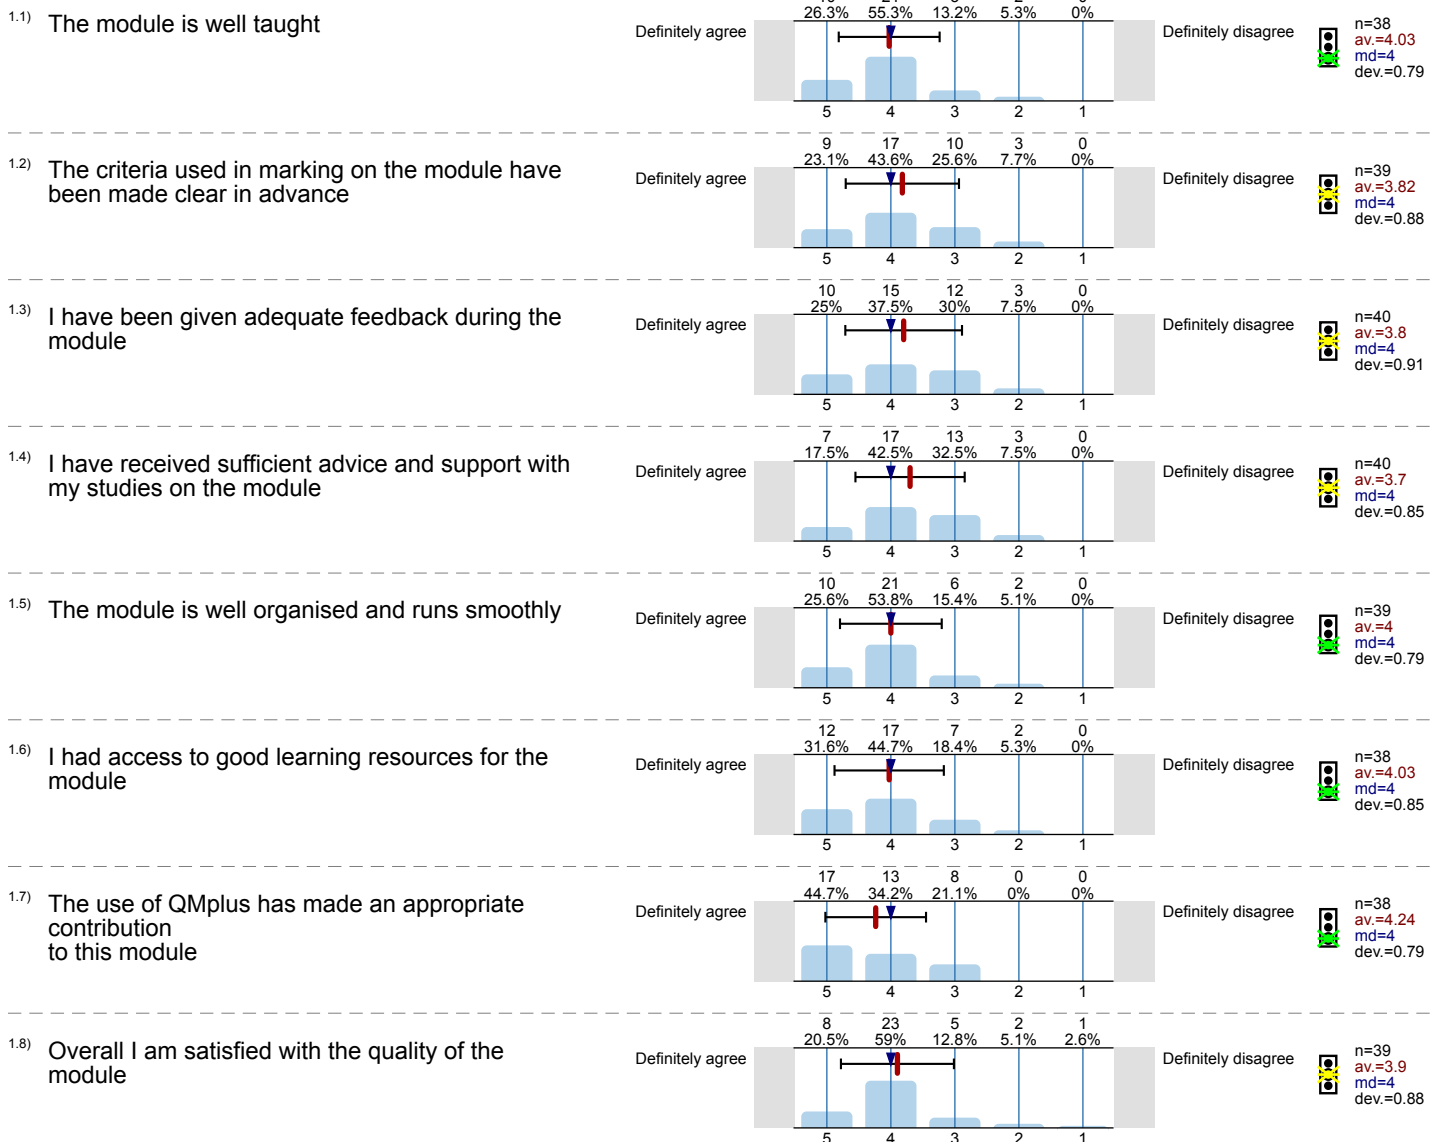 1.1) The module is well taught
Definitely agree
26.3% 55.3% 13.2% 5.3% 0%
5 4 3 2 1
Definitely disagree
n=38
av.=4.03
md=4
dev.=0.79
1.2) The criteria used in marking on the module have
been made clear in advance
Definitely agree
9 17 10 3 0
23.1% 43.6% 25.6% 7.7% 0%
5 4 3 2 1
Definitely disagree
n=39
av.=3.82
md=4
dev.=0.88
1.3) I have been given adequate feedback during the
module
Definitely agree
10 15 12 3 0
25% 37.5% 30% 7.5% 0%
5 4 3 2 1
Definitely disagree
n=40
av.=3.8
md=4
dev.=0.91
1.4) I have received sufficient advice and support with
my studies on the module
Definitely agree
7 17 13 3 0
17.5% 42.5% 32.5% 7.5% 0%
5 4 3 2 1
Definitely disagree
n=40
av.=3.7
md=4
dev.=0.85
1.5) The module is well organised and runs smoothly
Definitely agree
10 21 6 2 0
25.6% 53.8% 15.4% 5.1% 0%
5 4 3 2 1
Definitely disagree
n=39
av.=4
md=4
dev.=0.79
1.6) I had access to good learning resources for the
module
Definitely agree
12 17 7 2 0
31.6% 44.7% 18.4% 5.3% 0%
5 4 3 2 1
Definitely disagree
n=38
av.=4.03
md=4
dev.=0.85
1.7) The use of QMplus has made an appropriate
contribution
to this module
Definitely agree
17 13 8 0 0
44.7% 34.2% 21.1% 0% 0%
5 4 3 2 1
Definitely disagree
n=38
av.=4.24
md=4
dev.=0.79
1.8) Overall I am satisfied with the quality of the
module
Definitely agree
8 23 5 2 1
20.5% 59% 12.8% 5.1% 2.6%
5 4 3 2 1
Definitely disagree
n=39
av.=3.9
md=4
dev.=0.88